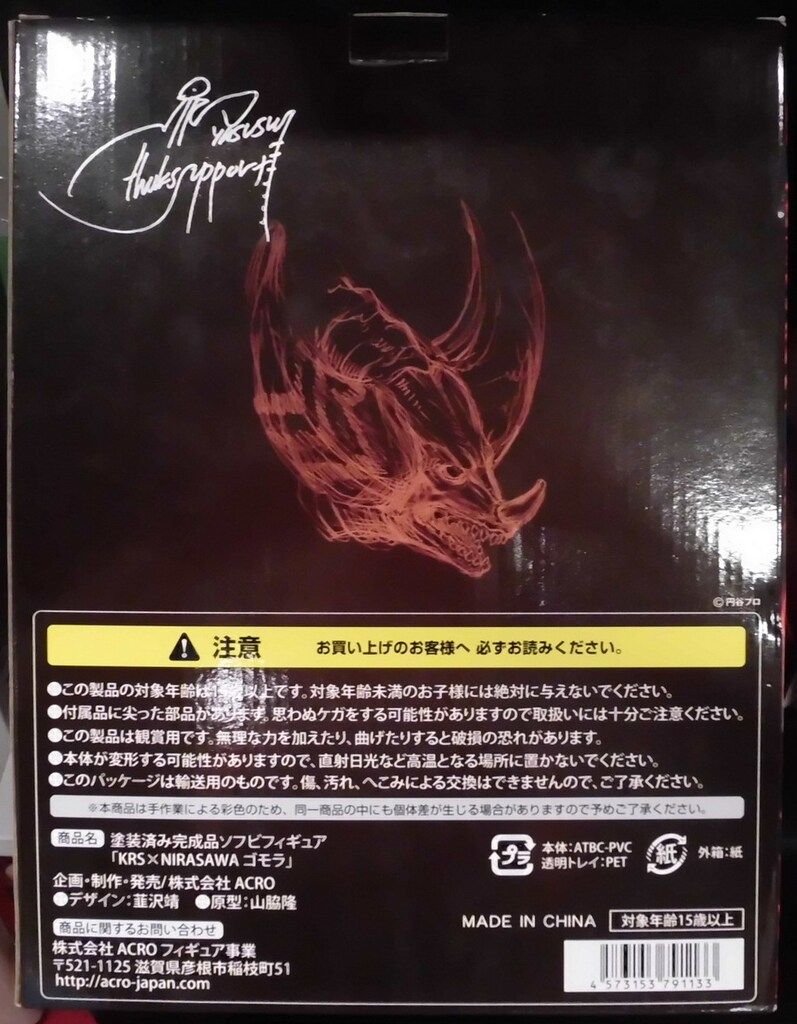 Thanks support
©円谷プロ
注意 お買い上げのお客様へ 必ずお読みください。
●この製品の対象年齢は15歳以上です。対象年齢未満のお子様には絶対に与えないでください。
●付属品に尖った部品があります。思わぬケガをする可能性がありますので取扱いには十分ご注意ください。
●この製品は観賞用です。無理な力を加えたり、曲げたりすると破損の恐れがあります。
●本体が変形する可能性がありますので、直射日光など高温となる場所に置かないでください。
●このパッケージは輸送用のものです。傷、汚れ、へこみによる交換はできませんので、ご了承ください。
※本商品は手作業による彩色のため、同一商品の中にも個体差が生じる場合がありますので予めご了承ください。
商品名 塗装済み完成品ソフビフィギュア
「KRS×NIRASAWA ゴモラ」
企画・制作・発売/株式会社 ACRO
●デザイン:韮沢靖 ●原型:山脇隆
商品に関するお問い合わせ
株式会社 ACRO フィギュア事業
〒521-1125 滋賀県彦根市稲枝町51
http://acro-japan.com
プラ 本体:ATBC-PVC
透明トレイ:PET
紙 外箱:紙
MADE IN CHINA 対象年齢15歳以上
4 573153 791133